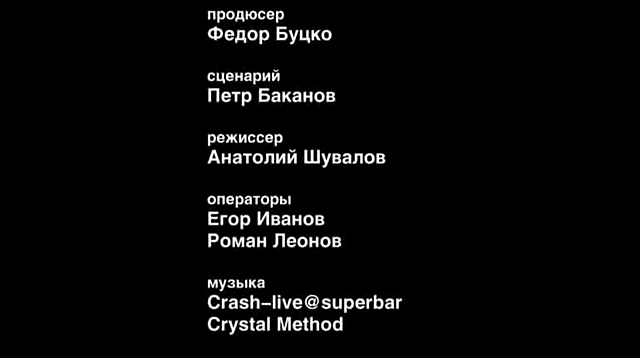 продюсер
Федор Буцко
сценарий
Петр Баканов
режиссер
Анатолий Шувалов
операторы
Егор Иванов
Роман Леонов
музыка
Crash-live@superbar
Crystal Method